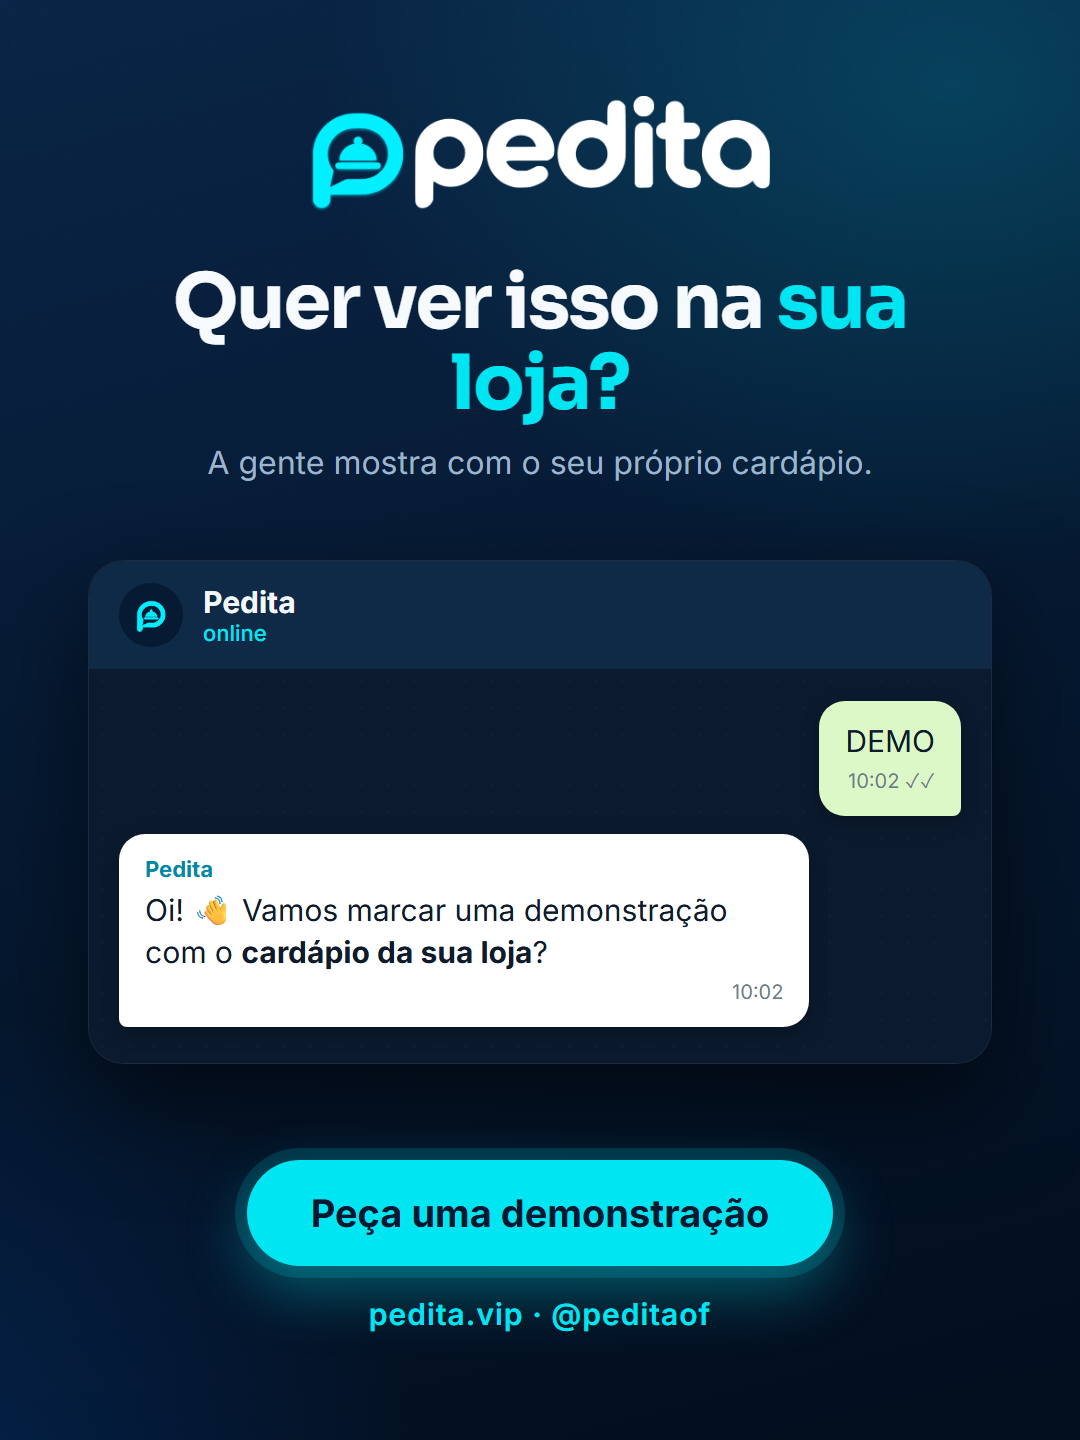 pedita
Quer ver isso na sua
loja?
A gente mostra com o seu próprio cardápio.
Pedita
online
DEMO
10:02 ✓✓
Pedita
Oi! 👋 Vamos marcar uma demonstração
com o cardápio da sua loja?
10:02
Peça uma demonstração
pedita.vip · @peditaof